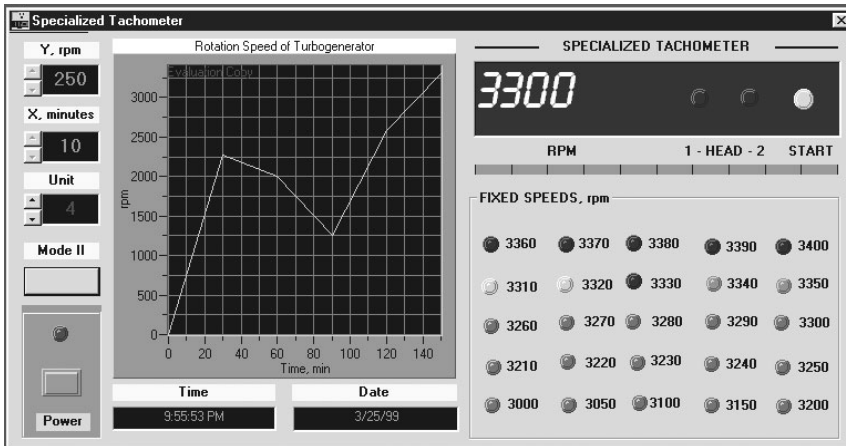 Specialized Tachometer
Y, rpm
250
X, minutes
10
Unit
4
Mode II
Power
Rotation Speed of Turbogenerator
Evaluation Copy
3000
2500
2000
1500
1000
500
0
rpm
0 20 40 60 80 100 120 140
Time, min
Time
9:55:53 PM
Date
3/25/99
SPECIALIZED TACHOMETER
3300
RPM 1 - HEAD - 2 START
FIXED SPEEDS, rpm
3360 3370 3380 3390 3400
3310 3320 3330 3340 3350
3260 3270 3280 3290 3300
3210 3220 3230 3240 3250
3000 3050 3100 3150 3200